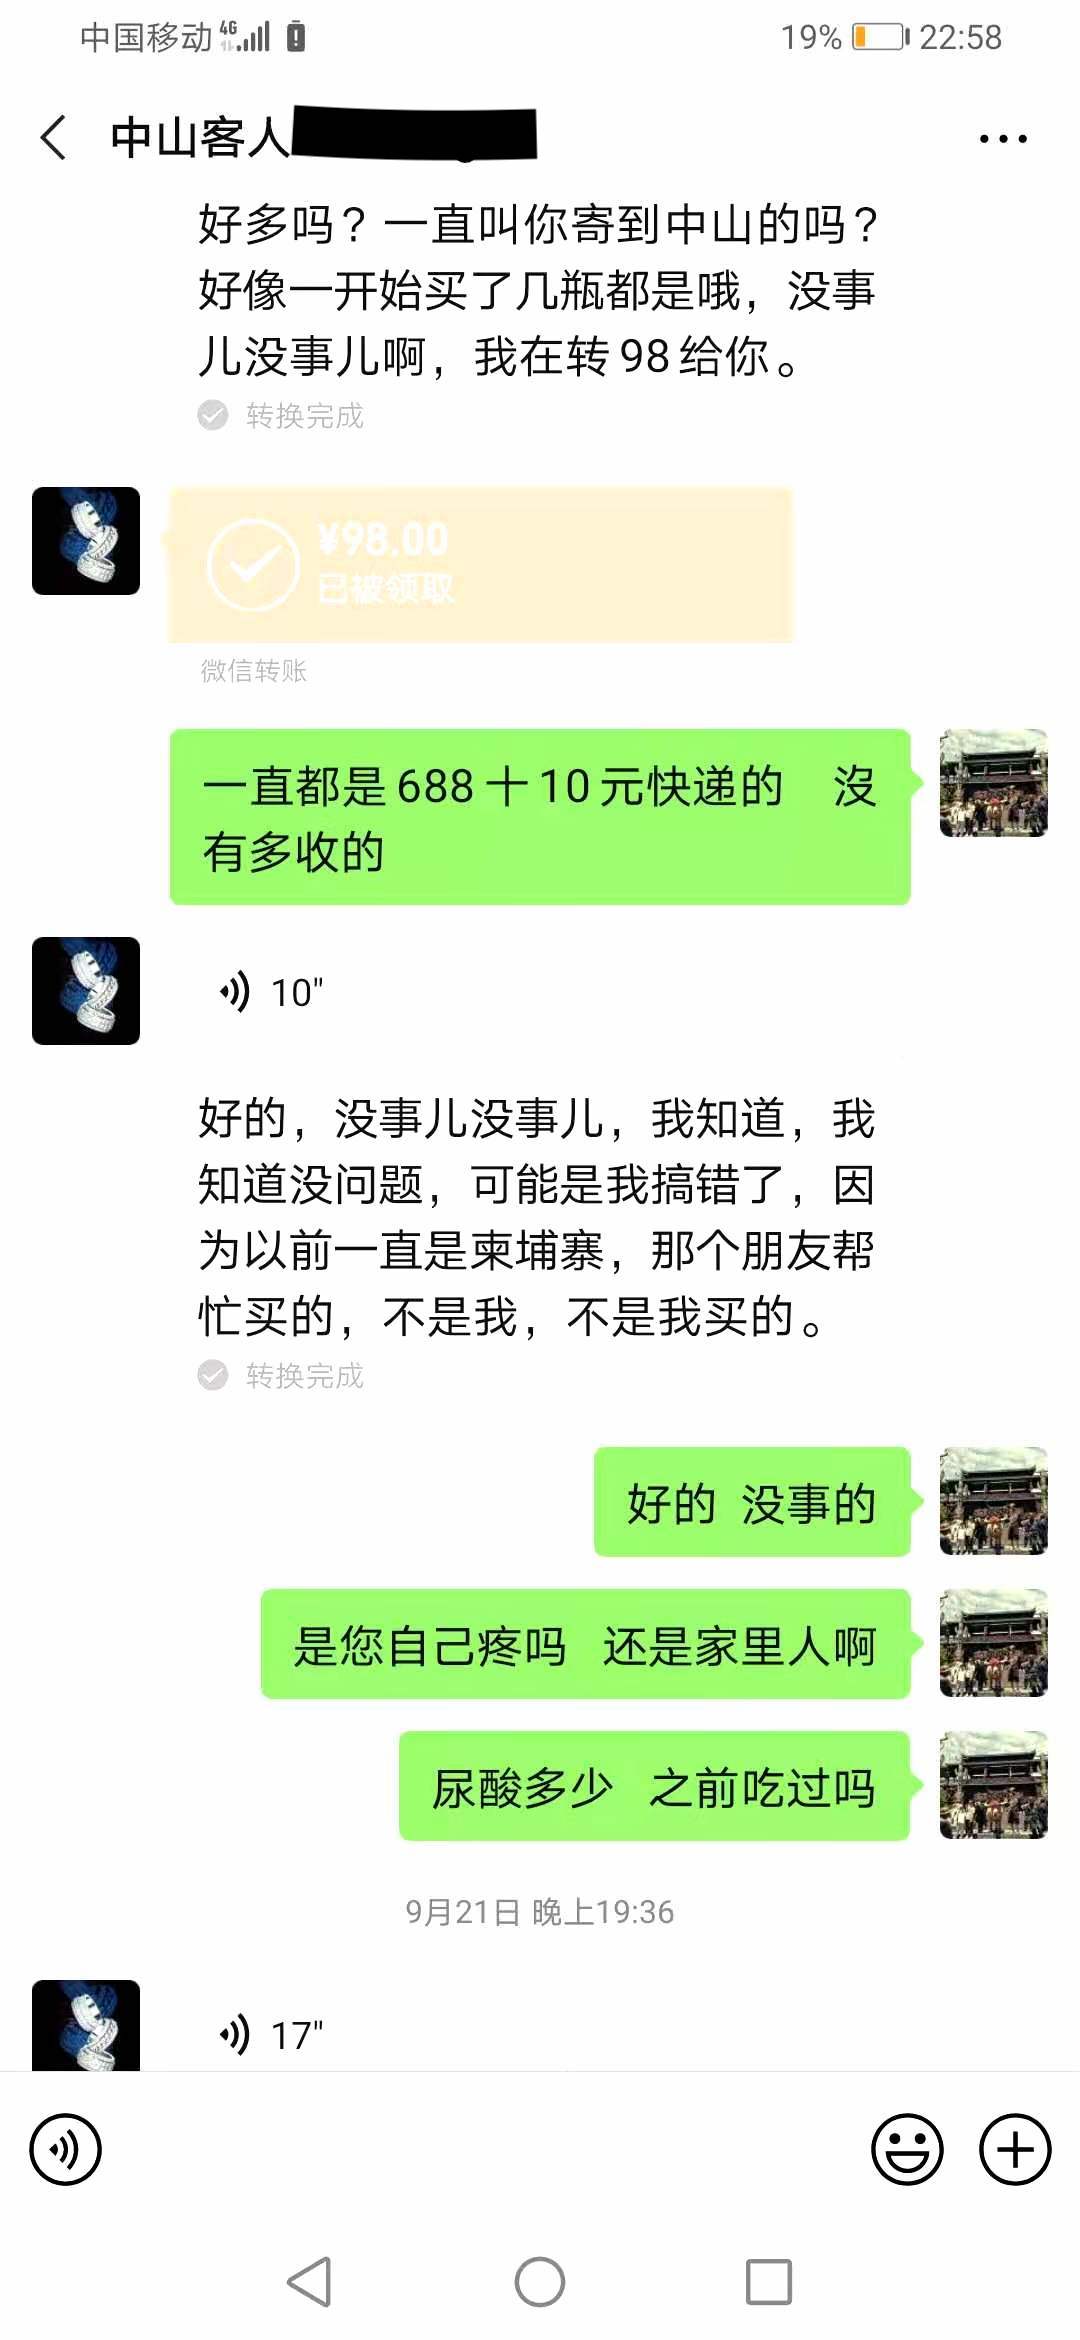 中国移动 4G 19% 22:58
中山客人
好多吗？一直叫你寄到中山的吗？
好像一开始买了几瓶都是哦，没事
儿没事儿啊，我在转98给你。
转换完成
¥98.00
已被领取
微信转账
一直都是688十10元快递的 沒
有多收的
10"
好的，没事儿没事儿，我知道，我
知道没问题，可能是我搞错了，因
为以前一直是柬埔寨，那个朋友帮
忙买的，不是我，不是我买的。
转换完成
好的 没事的
是您自己疼吗 还是家里人啊
尿酸多少 之前吃过吗
9月21日 晚上19:36
17"